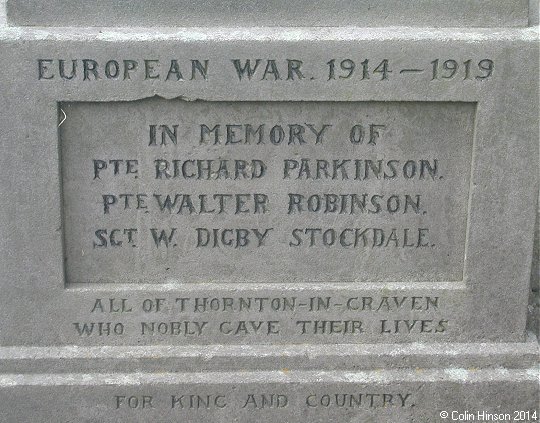 EUROPEAN WAR. 1914–1919
IN MEMORY OF
PTE RICHARD PARKINSON.
PTE WALTER ROBINSON.
SGT. W. DIGBY STOCKDALE.
ALL OF THORNTON-IN-CRAVEN
WHO NOBLY GAVE THEIR LIVES
FOR KING AND COUNTRY.
©Colin Hinson 2014